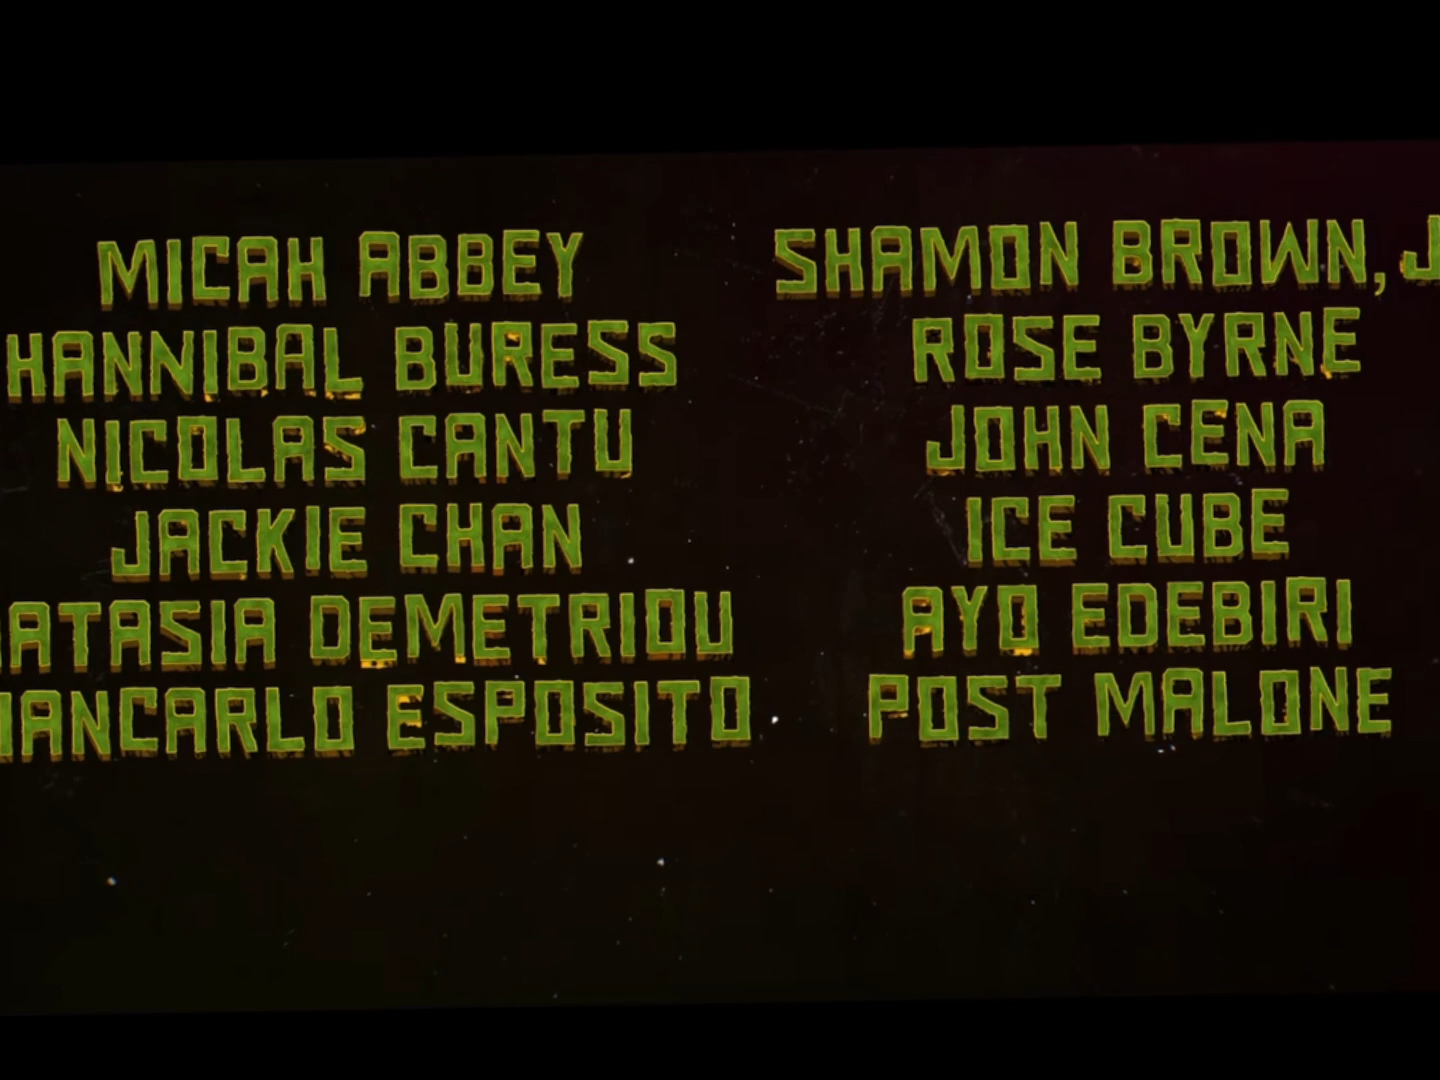 MICAH ABBEY
SHAMON BROWN, J
HANNIBAL BURESS
ROSE BYRNE
NICOLAS CANTU
JOHN CENA
JACKIE CHAN
ICE CUBE
ATASIA DEMETRIOU
AYO EDEBIRI
IANCARLO ESPOSITO
POST MALONE